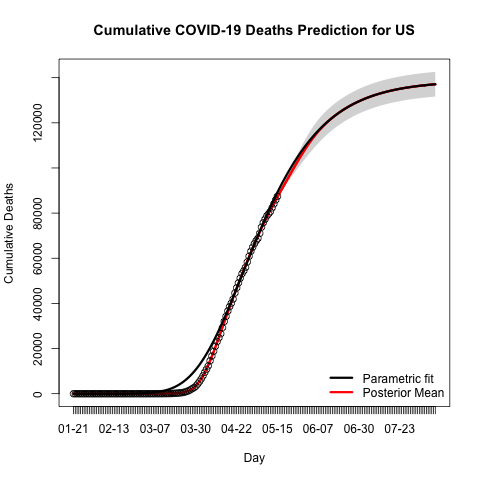 Cumulative COVID-19 Deaths Prediction for US
Cumulative Deaths
120000
80000
60000
40000
20000
0
Parametric fit
Posterior Mean
01-21 02-13 03-07 03-30 04-22 05-15 06-07 06-30 07-23
Day